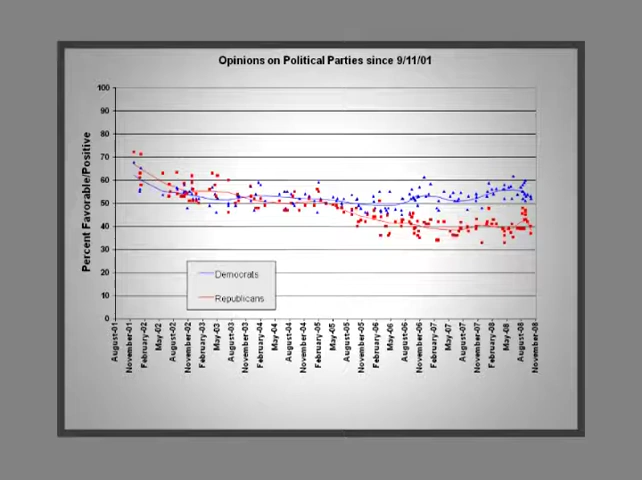 Opinions on Political Parties since 9/11/01
Percent Favorable/Positive
100
90
80
70
60
50
40
30
20
10
0
Democrats
Republicans
August-01
November-01
February-02
May-02
August-02
November-02
February-03
May-03
August-03
November-03
February-04
May-04
August-04
November-04
February-05
May-05
August-05
November-05
February-06
May-06
August-06
November-06
February-07
May-07
August-07
November-07
February-08
May-08
August-08
November-08